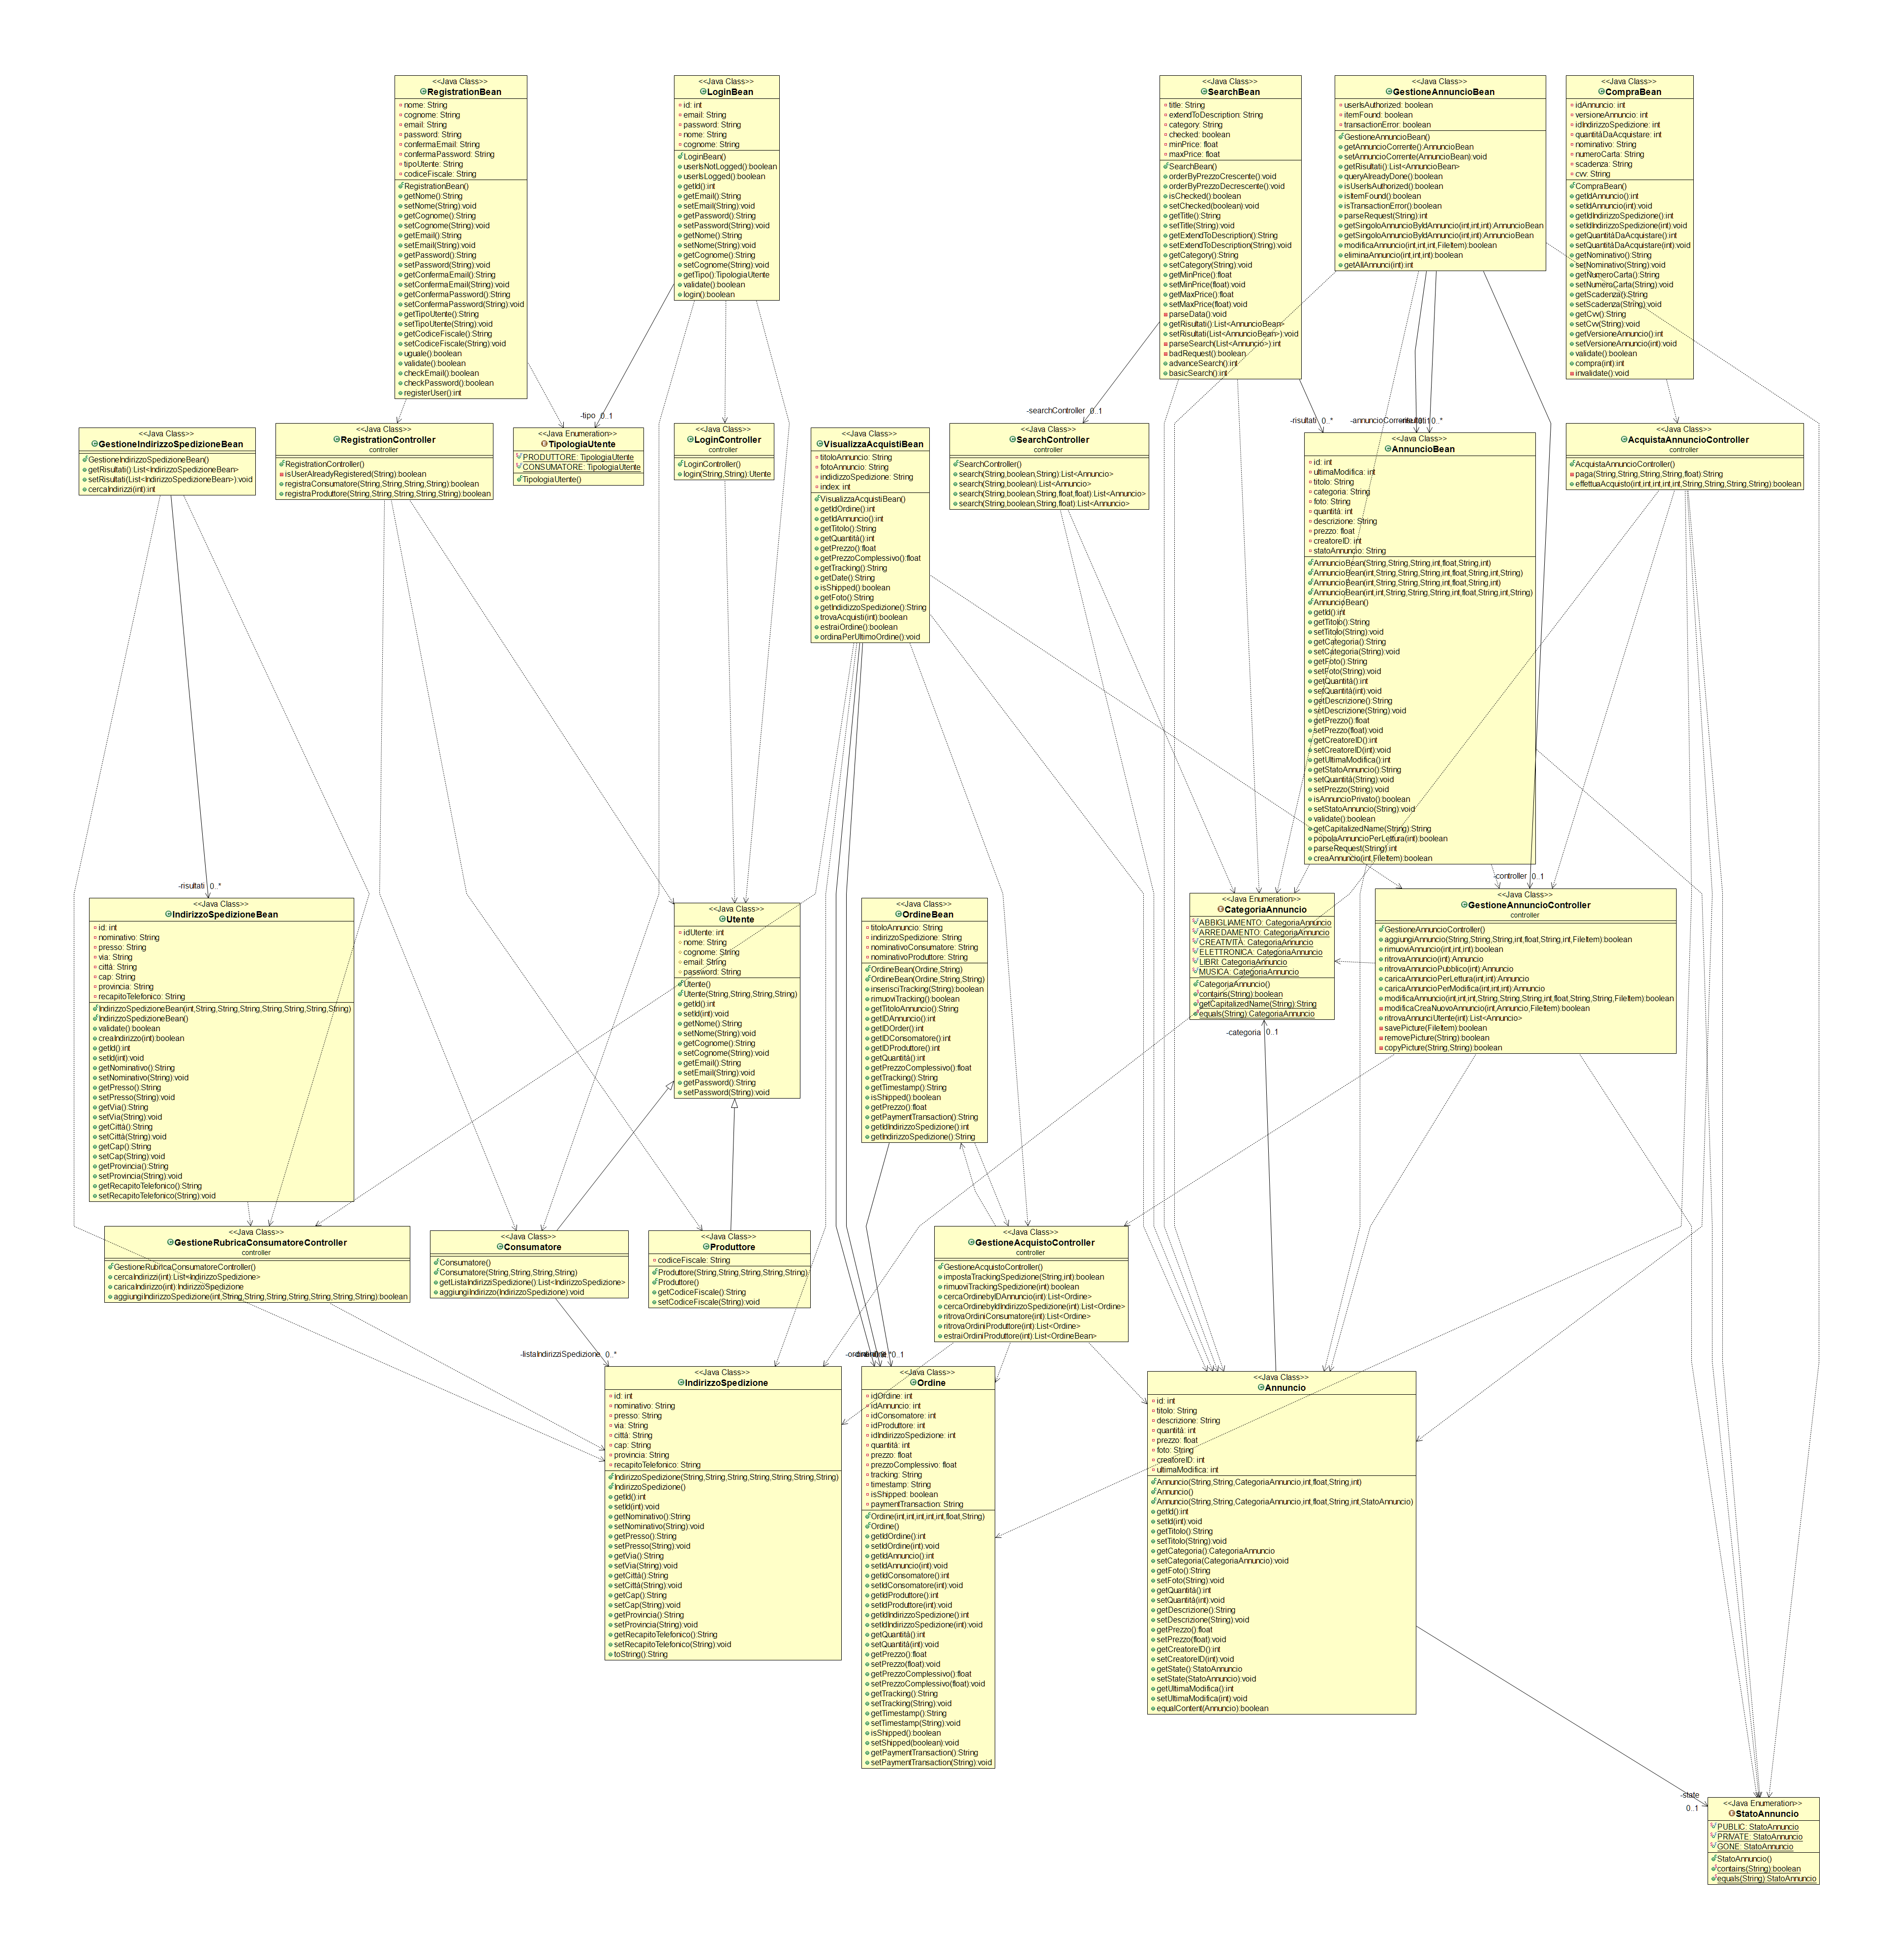 <<Java Class>>
RegistrationBean
nome: String
cognome: String
email: String
password: String
confermaEmail: String
confermaPassword: String
tipoUtente: String
codiceFiscale: String
RegistrationBean()
getNome():String
setNome(String):void
getCognome():String
setCognome(String):void
getEmail():String
setEmail(String):void
getPassword():String
setPassword(String):void
getConfermaEmail():String
setConfermaEmail(String):void
getConfermaPassword():String
setConfermaPassword(String):void
getTipoUtente():String
setTipoUtente(String):void
getCodiceFiscale():String
setCodiceFiscale(String):void
uguale():boolean
validate():boolean
checkEmail():boolean
checkPassword():boolean
registerUser():int
<<Java Class>>
LoginBean
id: int
email: String
password: String
nome: String
cognome: String
LoginBean()
userIsNotLogged():boolean
userIsLogged():boolean
getId():int
getEmail():String
setEmail(String):void
getPassword():String
setPassword(String):void
getNome():String
setNome(String):void
getCognome():String
setCognome(String):void
getTipo():TipologiaUtente
validate():boolean
login():boolean
<<Java Class>>
SearchBean
title: String
extendToDescription: String
category: String
checked: boolean
minPrice: float
maxPrice: float
SearchBean()
orderByPrezzoCrescente():void
orderByPrezzoDecrescente():void
isChecked():boolean
setChecked(boolean):void
getTitle():String
setTitle(String):void
getExtendToDescription():String
setExtendToDescription(String):void
getCategory():String
setCategory(String):void
getMinPrice():float
setMinPrice(float):void
getMaxPrice():float
setMaxPrice(float):void
parseData():void
getRisultati():List<AnnuncioBean>
setRisultati(List<AnnuncioBean>):void
parseSearch(List<Annuncio>):int
badRequest():boolean
advanceSearch():int
basicSearch():int
<<Java Class>>
GestioneAnnuncioBean
userIsAuthorized: boolean
itemFound: boolean
transactionError: boolean
GestioneAnnuncioBean()
getAnnuncioCorrente():AnnuncioBean
setAnnuncioCorrente(AnnuncioBean):void
getRisultati():List<AnnuncioBean>
queryAlreadyDone():boolean
isUserIsAuthorized():boolean
isItemFound():boolean
isTransactionError():boolean
parseRequest(String):int
getSingoloAnnuncioByIdAnnuncio(int,int,int):AnnuncioBean
getSingoloAnnuncioByIdAnnuncio(int,int):AnnuncioBean
modificaAnnuncio(int,int,int,FileItem):boolean
eliminaAnnuncio(int,int,int):boolean
getAllAnnunci(int):int
<<Java Class>>
CompraBean
idAnnuncio: int
versioneAnnuncio: int
idIndirizzoSpedizione: int
quantitàDaAcquistare: int
nominativo: String
numeroCarta: String
scadenza: String
cvv: String
CompraBean()
getIdAnnuncio():int
setIdAnnuncio(int):void
getIdIndirizzoSpedizione():int
setIdIndirizzoSpedizione(int):void
getQuantitàDaAcquistare():int
setQuantitàDaAcquistare(int):void
getNominativo():String
setNominativo(String):void
getNumeroCarta():String
setNumeroCarta(String):void
getScadenza():String
setScadenza(String):void
getCvv():String
setCvv(String):void
getVersioneAnnuncio():int
setVersioneAnnuncio(int):void
validate():boolean
compra(int):int
invalidate():void
-tipo 0..1
-searchController 0..1
-risultati 0..*
0..*
<<Java Class>>
GestioneIndirizzoSpedizioneBean
GestioneIndirizzoSpedizioneBean()
getRisultati():List<IndirizzoSpedizioneBean>
setRisultati(List<IndirizzoSpedizioneBean>):void
cercaIndirizzi(int):int
<<Java Class>>
RegistrationController
controller
RegistrationController()
isUserAlreadyRegistered(String):boolean
registraConsumatore(String,String,String,String):boolean
registraProduttore(String,String,String,String,String):boolean
<<Java Enumeration>>
TipologiaUtente
PRODUTTORE: TipologiaUtente
CONSUMATORE: TipologiaUtente
TipologiaUtente()
<<Java Class>>
LoginController
controller
LoginController()
login(String,String):Utente
<<Java Class>>
VisualizzaAcquistiBean
titoloAnnuncio: String
fotoAnnuncio: String
indidizzoSpedizione: String
index: int
VisualizzaAcquistiBean()
getIdOrdine():int
getIdAnnuncio():int
getTitolo():String
getQuantità():int
getPrezzo():float
getPrezzoComplessivo():float
getTracking():String
getDate():String
isShipped():boolean
getFoto():String
getIndidizzoSpedizione():String
trovaAcquisti(int):boolean
estraiOrdine():boolean
ordinaPerUltimoOrdine():void
<<Java Class>>
SearchController
controller
SearchController()
search(String,boolean,String):List<Annuncio>
search(String,boolean):List<Annuncio>
search(String,boolean,String,float,float):List<Annuncio>
search(String,boolean,String,float):List<Annuncio>
<<Java Class>>
AnnuncioBean
id: int
ultimaModifica: int
titolo: String
categoria: String
foto: String
quantità: int
descrizione: String
prezzo: float
creatoreID: int
statoAnnuncio: String
AnnuncioBean(String,String,String,int,float,String,int)
AnnuncioBean(int,String,String,String,int,float,String,int,String)
AnnuncioBean(int,String,String,String,int,float,String,int)
AnnuncioBean(int,int,String,String,String,int,float,String,int,String)
AnnuncioBean()
getId():int
getTitolo():String
setTitolo(String):void
getCategoria():String
setCategoria(String):void
getFoto():String
setFoto(String):void
getQuantità():int
setQuantità(int):void
getDescrizione():String
setDescrizione(String):void
getPrezzo():float
setPrezzo(float):void
getCreatoreID():int
setCreatoreID(int):void
getUltimaModifica():int
getStatoAnnuncio():String
setQuantità(String):void
setPrezzo(String):void
isAnnuncioPrivato():boolean
setStatoAnnuncio(String):void
validate():boolean
getCapitalizedName(String):String
popolaAnnuncioPerLettura(int):boolean
parseRequest(String):int
creaAnnuncio(int,FileItem):boolean
<<Java Class>>
AcquistaAnnuncioController
controller
AcquistaAnnuncioController()
paga(String,String,String,String,float):String
effettuaAcquisto(int,int,int,int,int,String,String,String,String):boolean
-risultati 0..*
-controller 0..1
<<Java Class>>
IndirizzoSpedizioneBean
id: int
nominativo: String
presso: String
via: String
città: String
cap: String
provincia: String
recapitoTelefonico: String
IndirizzoSpedizioneBean(int,String,String,String,String,String,String,String)
IndirizzoSpedizioneBean()
validate():boolean
creaIndirizzo(int):boolean
getId():int
setId(int):void
getNominativo():String
setNominativo(String):void
getPresso():String
setPresso(String):void
getVia():String
setVia(String):void
getCittà():String
setCittà(String):void
getCap():String
setCap(String):void
getProvincia():String
setProvincia(String):void
getRecapitoTelefonico():String
setRecapitoTelefonico(String):void
<<Java Class>>
Utente
idUtente: int
nome: String
cognome: String
email: String
password: String
Utente()
Utente(String,String,String,String)
getId():int
setId(int):void
getNome():String
setNome(String):void
getCognome():String
setCognome(String):void
getEmail():String
setEmail(String):void
getPassword():String
setPassword(String):void
<<Java Class>>
OrdineBean
titoloAnnuncio: String
indirizzoSpedizione: String
nominativoConsumatore: String
nominativoProduttore: String
OrdineBean(Ordine,String)
OrdineBean(Ordine,String,String)
inserisciTracking(String):boolean
rimuoviTracking():boolean
getTitoloAnnuncio():String
getIDAnnuncio():int
getIDOrder():int
getIDConsomatore():int
getIDProduttore():int
getQuantità():int
getPrezzoComplessivo():float
getTracking():String
getTimestamp():String
isShipped():boolean
getPrezzo():float
getPaymentTransaction():String
getIdIndirizzoSpedizione():int
getIndirizzoSpedizione():String
<<Java Enumeration>>
CategoriaAnnuncio
ABBIGLIAMENTO: CategoriaAnnuncio
ARREDAMENTO: CategoriaAnnuncio
CREATIVITÀ: CategoriaAnnuncio
ELETTRONICA: CategoriaAnnuncio
LIBRI: CategoriaAnnuncio
MUSICA: CategoriaAnnuncio
CategoriaAnnuncio()
contains(String):boolean
getCapitalizedName(String):String
equals(String):CategoriaAnnuncio
-categoria 0..1
<<Java Class>>
GestioneAnnuncioController
controller
GestioneAnnuncioController()
aggiungiAnnuncio(String,String,String,int,float,String,int,FileItem):boolean
rimuoviAnnuncio(int,int,int):boolean
ritrovaAnnuncio(int):Annuncio
ritrovaAnnuncioPubblico(int):Annuncio
caricaAnnuncioPerLettura(int,int):Annuncio
caricaAnnuncioPerModifica(int,int,int):Annuncio
modificaAnnuncio(int,int,int,String,String,String,int,float,String,String,FileItem):boolean
modificaCreaNuovoAnnuncio(int,Annuncio,FileItem):boolean
ritrovaAnnunciUtente(int):List<Annuncio>
savePicture(FileItem):boolean
removePicture(String):boolean
copyPicture(String,String):boolean
<<Java Class>>
GestioneRubricaConsumatoreController
controller
GestioneRubricaConsumatoreController()
cercaIndirizzi(int):List<IndirizzoSpedizione>
caricaIndirizzo(int):IndirizzoSpedizione
aggiungiIndirizzoSpedizione(int,String,String,String,String,String,String,String):boolean
<<Java Class>>
Consumatore
Consumatore()
Consumatore(String,String,String,String)
getListaIndirizziSpedizione():List<IndirizzoSpedizione>
aggiungiIndirizzo(IndirizzoSpedizione):void
<<Java Class>>
Produttore
codiceFiscale: String
Produttore(String,String,String,String,String)
Produttore()
getCodiceFiscale():String
setCodiceFiscale(String):void
<<Java Class>>
GestioneAcquistoController
controller
GestioneAcquistoController()
impostaTrackingSpedizione(String,int):boolean
rimuoviTrackingSpedizione(int):boolean
cercaOrdinebyIDAnnuncio(int):List<Ordine>
cercaOrdinebyIdIndirizzoSpedizione(int):List<Ordine>
ritrovaOrdiniConsumatore(int):List<Ordine>
ritrovaOrdiniProduttore(int):List<Ordine>
estraiOrdiniProduttore(int):List<OrdineBean>
-listaIndirizziSpedizione 0..*
0..1
<<Java Class>>
IndirizzoSpedizione
id: int
nominativo: String
presso: String
via: String
città: String
cap: String
provincia: String
recapitoTelefonico: String
IndirizzoSpedizione(String,String,String,String,String,String,String)
IndirizzoSpedizione()
getId():int
setId(int):void
getNominativo():String
setNominativo(String):void
getPresso():String
setPresso(String):void
getVia():String
setVia(String):void
getCittà():String
setCittà(String):void
getCap():String
setCap(String):void
getProvincia():String
setProvincia(String):void
getRecapitoTelefonico():String
setRecapitoTelefonico(String):void
toString():String
<<Java Class>>
Ordine
idOrdine: int
idAnnuncio: int
idConsomatore: int
idProduttore: int
idIndirizzoSpedizione: int
quantità: int
prezzo: float
prezzoComplessivo: float
tracking: String
timestamp: String
isShipped: boolean
paymentTransaction: String
Ordine(int,int,int,int,int,float,String)
Ordine()
getIdOrdine():int
setIdOrdine(int):void
getIdAnnuncio():int
setIdAnnuncio(int):void
getIdConsomatore():int
setIdConsomatore(int):void
getIdProduttore():int
setIdProduttore(int):void
getIdIndirizzoSpedizione():int
setIdIndirizzoSpedizione(int):void
getQuantità():int
setQuantità(int):void
getPrezzo():float
setPrezzo(float):void
getPrezzoComplessivo():float
setPrezzoComplessivo(float):void
getTracking():String
setTracking(String):void
getTimestamp():String
setTimestamp(String):void
isShipped():boolean
setShipped(boolean):void
getPaymentTransaction():String
setPaymentTransaction(String):void
<<Java Class>>
Annuncio
id: int
titolo: String
descrizione: String
quantità: int
prezzo: float
foto: String
creatoreID: int
ultimaModifica: int
Annuncio(String,String,CategoriaAnnuncio,int,float,String,int)
Annuncio()
Annuncio(String,String,CategoriaAnnuncio,int,float,String,int,StatoAnnuncio)
getId():int
setId(int):void
getTitolo():String
setTitolo(String):void
getCategoria():CategoriaAnnuncio
setCategoria(CategoriaAnnuncio):void
getFoto():String
setFoto(String):void
getQuantità():int
setQuantità(int):void
getDescrizione():String
setDescrizione(String):void
getPrezzo():float
setPrezzo(float):void
getCreatoreID():int
setCreatoreID(int):void
getState():StatoAnnuncio
setState(StatoAnnuncio):void
getUltimaModifica():int
setUltimaModifica(int):void
equalContent(Annuncio):boolean
-state
0..1
<<Java Enumeration>>
StatoAnnuncio
PUBLIC: StatoAnnuncio
PRIVATE: StatoAnnuncio
GONE: StatoAnnuncio
StatoAnnuncio()
contains(String):boolean
equals(String):StatoAnnuncio